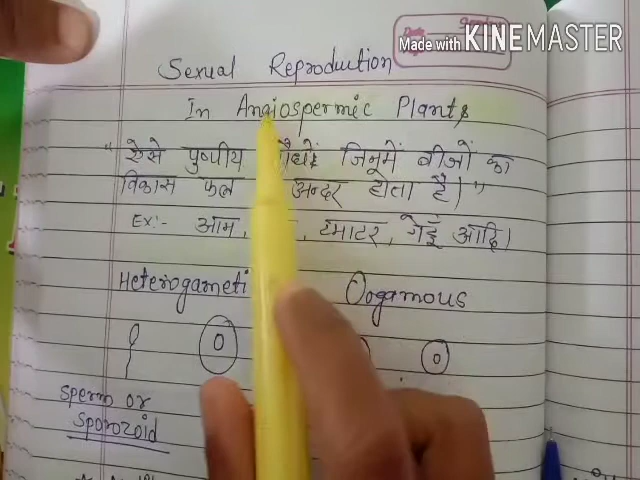 Made with KINEMASTER
Sexual Reproduction
In Angiospermic Plants
" ऐसे पुष्पीय जिनमें बीजों का
विकास फल अन्दर होता है। "
Ex:- आम, टमाटर, गेहूँ आदि।
Heterogameti Oogamous
Sperm or
Sporozoid